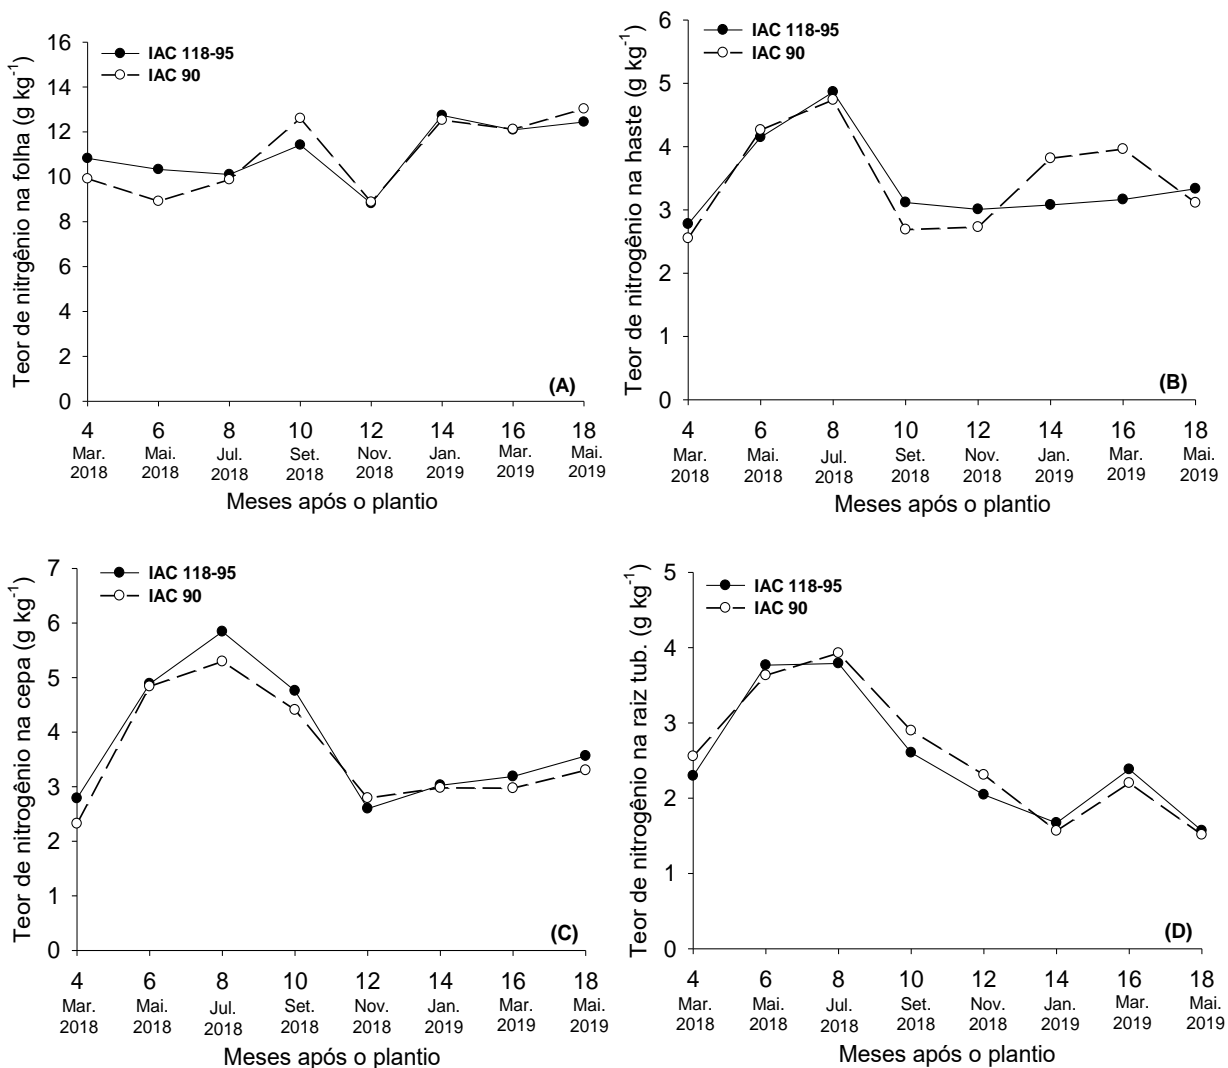 Teor de nitrgênio na folha (g kg-1)
16
14
12
10
8
6
4
2
0
IAC 118-95
IAC 90
(A)
4 6 8 10 12 14 16 18
Mar. Mai. Jul. Set. Nov. Jan. Mar. Mai.
2018 2018 2018 2018 2018 2019 2019 2019
Meses após o plantio
Teor de nitrogênio na haste (g kg-1)
6
5
4
3
2
1
0
IAC 118-95
IAC 90
(B)
4 6 8 10 12 14 16 18
Mar. Mai. Jul. Set. Nov. Jan. Mar. Mai.
2018 2018 2018 2018 2018 2019 2019 2019
Meses após o plantio
Teor de nitrogênio na cepa (g kg-1)
7
6
5
4
3
2
1
0
IAC 118-95
IAC 90
(C)
4 6 8 10 12 14 16 18
Mar. Mai. Jul. Set. Nov. Jan. Mar. Mai.
2018 2018 2018 2018 2018 2019 2019 2019
Meses após o plantio
Teor de nitrogênio na raiz tub. (g kg-1)
5
4
3
2
1
0
IAC 118-95
IAC 90
(D)
4 6 8 10 12 14 16 18
Mar. Mai. Jul. Set. Nov. Jan. Mar. Mai.
2018 2018 2018 2018 2018 2019 2019 2019
Meses após o plantio